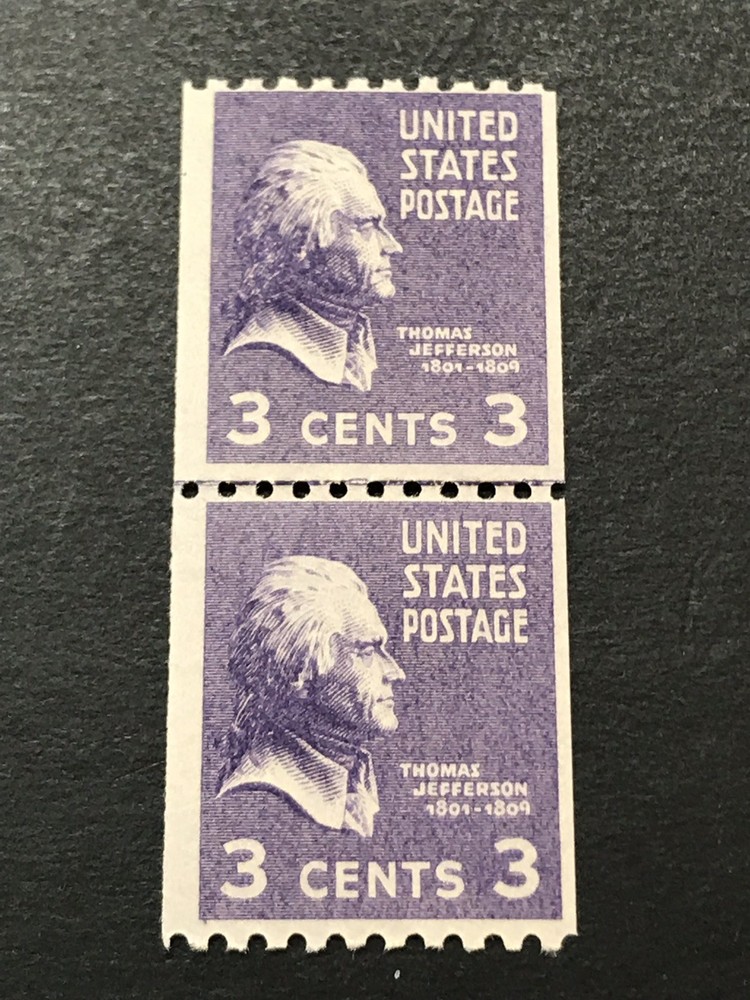 UNITED
STATES
POSTAGE
THOMAS
JEFFERSON
1801-1809
3 CENTS 3
UNITED
STATES
POSTAGE
THOMAS
JEFFERSON
1801-1809
3 CENTS 3